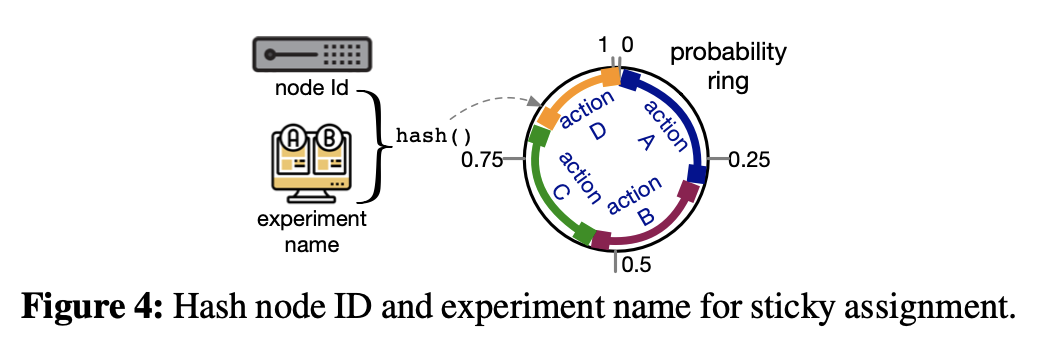 node Id
A B
experiment
name
hash()
1 0
probability
ring
0.25
0.5
0.75
action
A
action
B
action
C
action
D
Figure 4: Hash node ID and experiment name for sticky assignment.